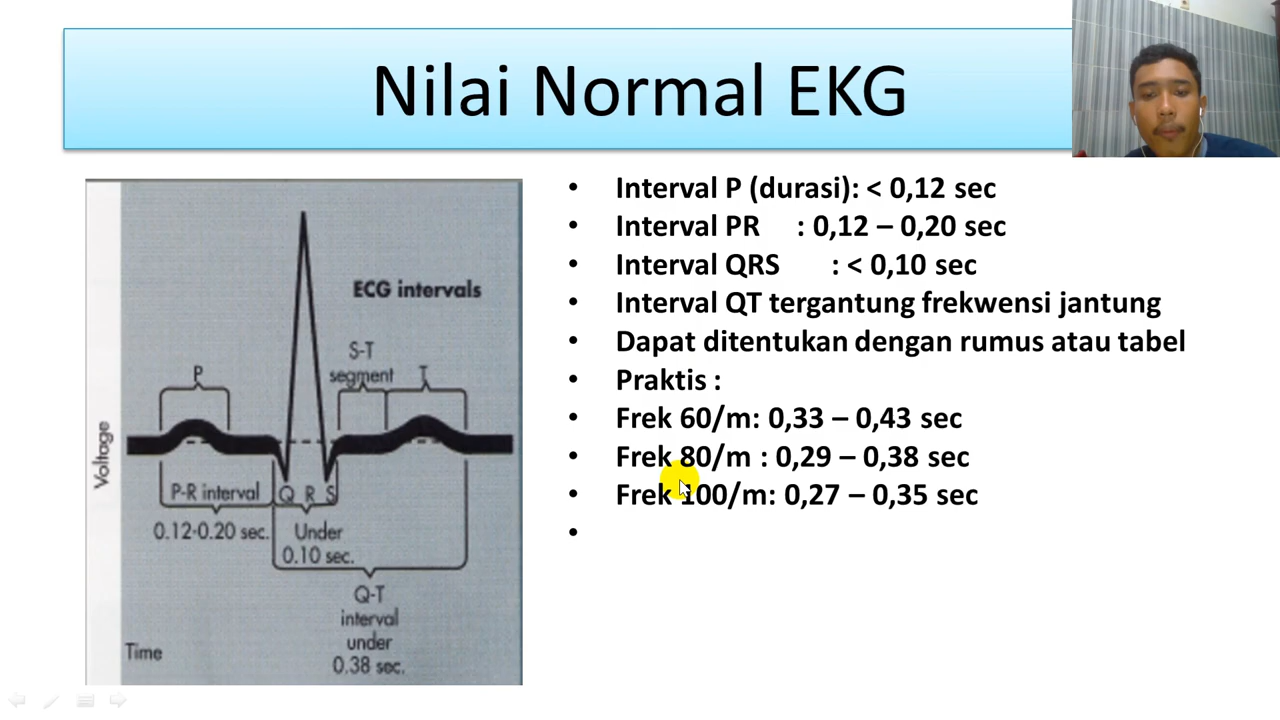 Nilai Normal EKG
• Interval P (durasi): < 0,12 sec
• Interval PR : 0,12 – 0,20 sec
• Interval QRS : < 0,10 sec
• Interval QT tergantung frekwensi jantung
• Dapat ditentukan dengan rumus atau tabel
• Praktis :
• Frek 60/m: 0,33 – 0,43 sec
• Frek 80/m : 0,29 – 0,38 sec
• Frek 100/m: 0,27 – 0,35 sec
•
ECG intervals
S-T
segment
P
T
Voltage
P-R interval
Q R S
0.12-0.20 sec.
Under
0.10 sec.
Q-T
interval
under
0.38 sec.
Time